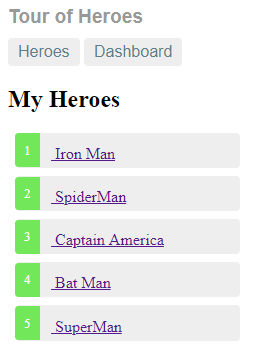 Tour of Heroes
Heroes Dashboard
My Heroes
1 Iron Man
2 SpiderMan
3 Captain America
4 Bat Man
5 SuperMan